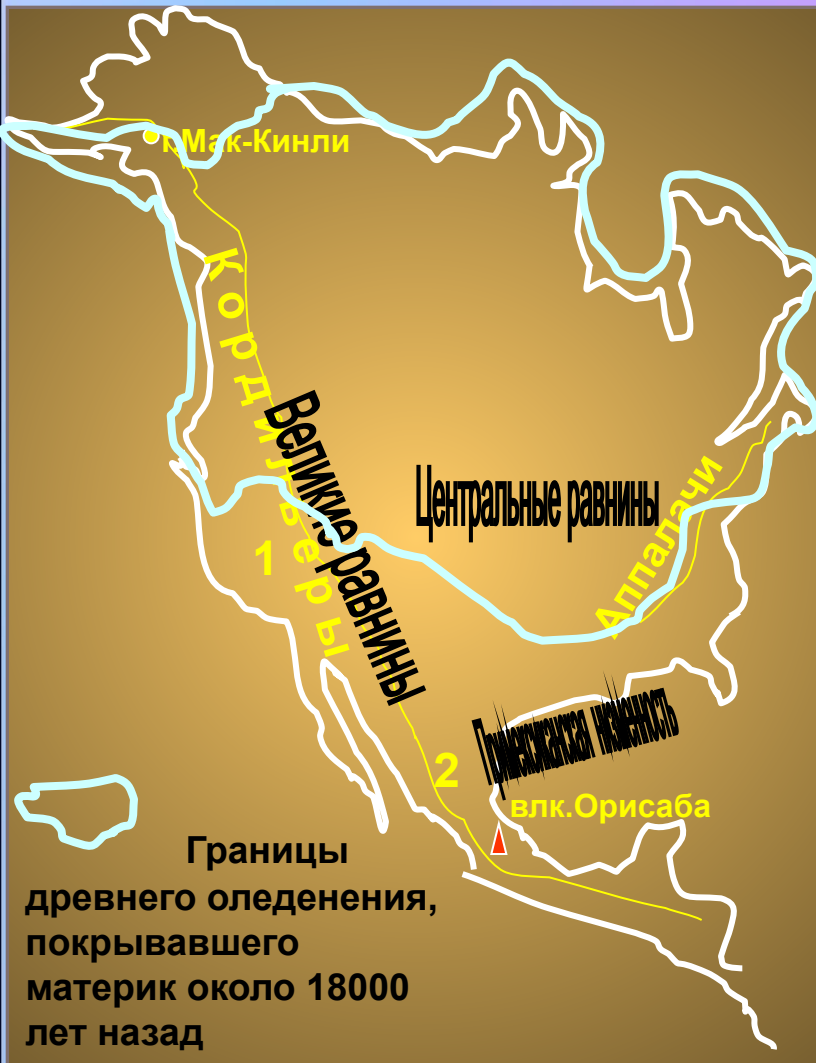 г.Мак-Кинли
Кордильеры
Великие равнины
Центральные равнины
Аппалачи
1
2
Примексиканская низменность
влк.Орисаба
Границы
древнего оледенения,
покрывавшего
материк около 18000
лет назад